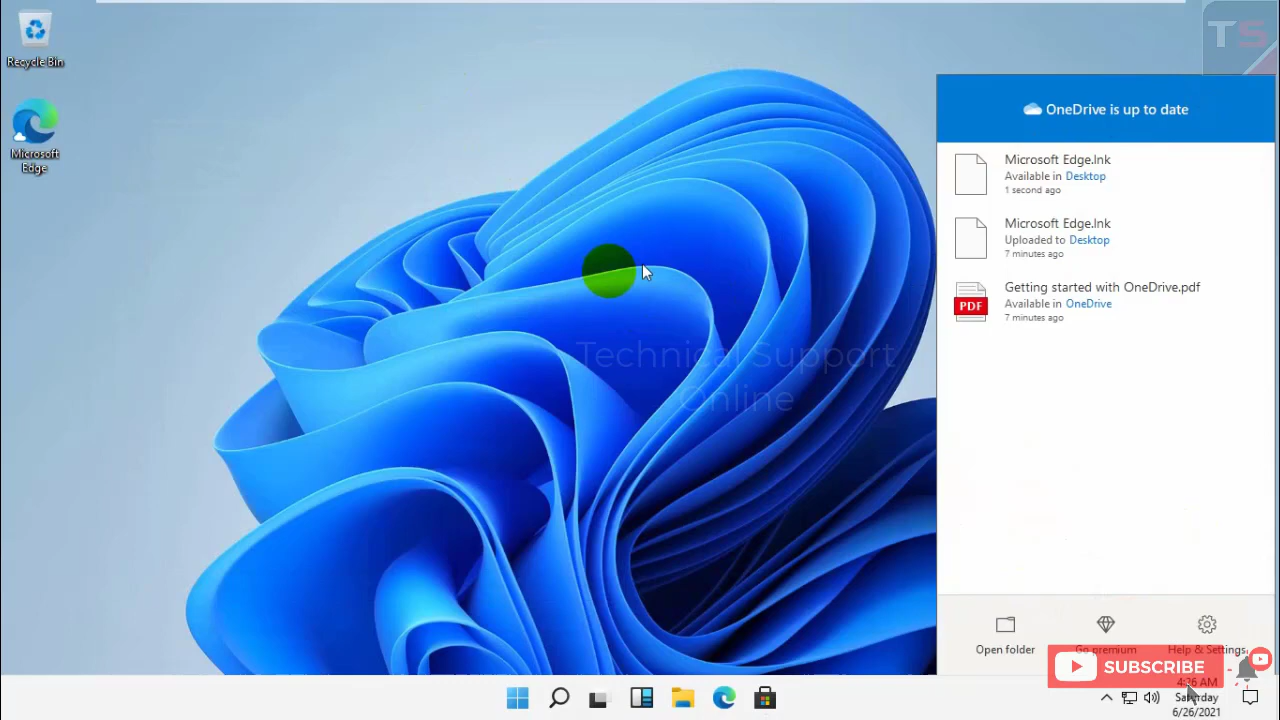 TS
Recycle Bin
Microsoft
Edge
OneDrive is up to date
Microsoft Edge.lnk
Available in Desktop
1 second ago
Microsoft Edge.lnk
Uploaded to Desktop
7 minutes ago
PDF
Getting started with OneDrive.pdf
Available in OneDrive
7 minutes ago
Technical Support
Online
Open folder
Go premium
Help & Settings
SUBSCRIBE
4:26 AM
Saturday
6/26/2021